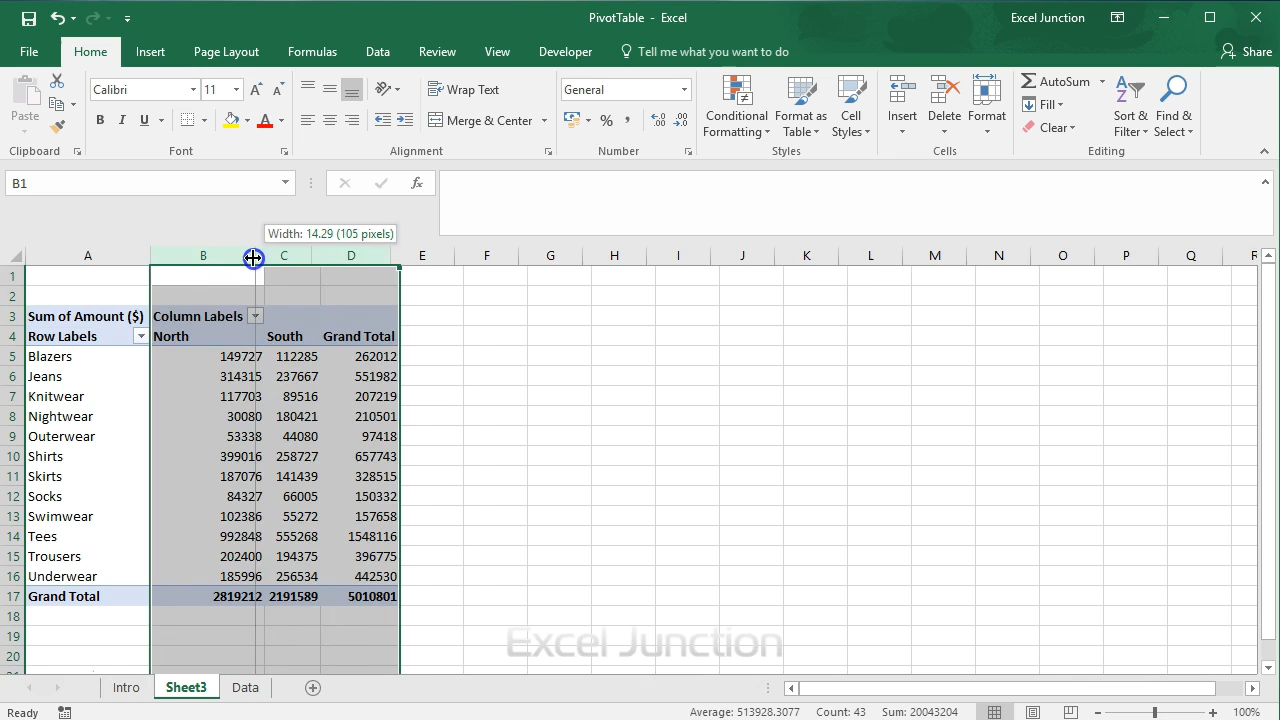 PivotTable - Excel
Excel Junction
File Home Insert Page Layout Formulas Data Review View Developer Tell me what you want to do Share
Paste
Calibri 11
B I U
Wrap Text
Merge & Center
General
Conditional Formatting
Format as Table
Cell Styles
Insert Delete Format
AutoSum
Fill
Clear
Sort & Filter
Find & Select
Clipboard Font Alignment Number Styles Cells Editing
B1 fx
Width: 14.29 (105 pixels)
A B C D E F G H I J K L M N O P Q R
1
2
3 Sum of Amount ($) Column Labels
4 Row Labels North South Grand Total
5 Blazers 149727 112285 262012
6 Jeans 314315 237667 551982
7 Knitwear 117703 89516 207219
8 Nightwear 30080 180421 210501
9 Outerwear 53338 44080 97418
10 Shirts 399016 258727 657743
11 Skirts 187076 141439 328515
12 Socks 84327 66005 150332
13 Swimwear 102386 55272 157658
14 Tees 992848 555268 1548116
15 Trousers 202400 194375 396775
16 Underwear 185996 256534 442530
17 Grand Total 2819212 2191589 5010801
18
19
20
Excel Junction
Intro Sheet3 Data
Ready Average: 513928.3077 Count: 43 Sum: 20043204 100%